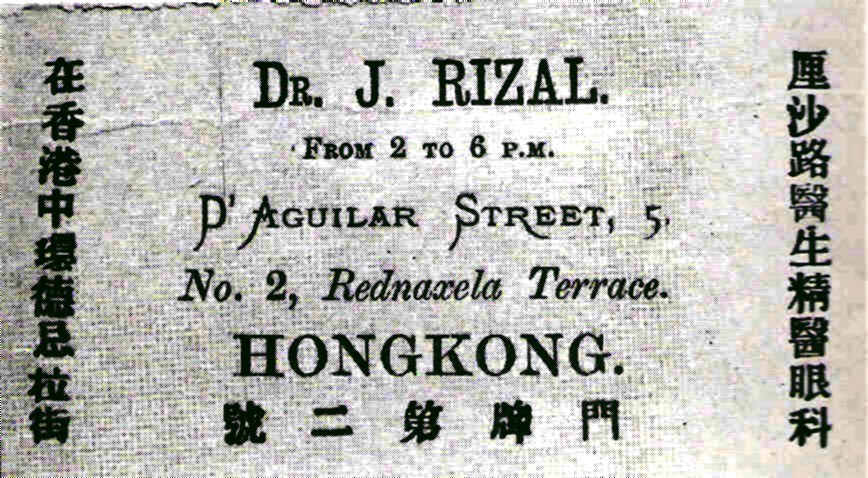 厘沙路醫生精醫眼科
DR. J. RIZAL.
FROM 2 TO 6 P.M.
D'AGUILAR STREET, 5,
No. 2, Rednaxela Terrace.
HONGKONG.
在香港中環德忌拉街
門牌第二號